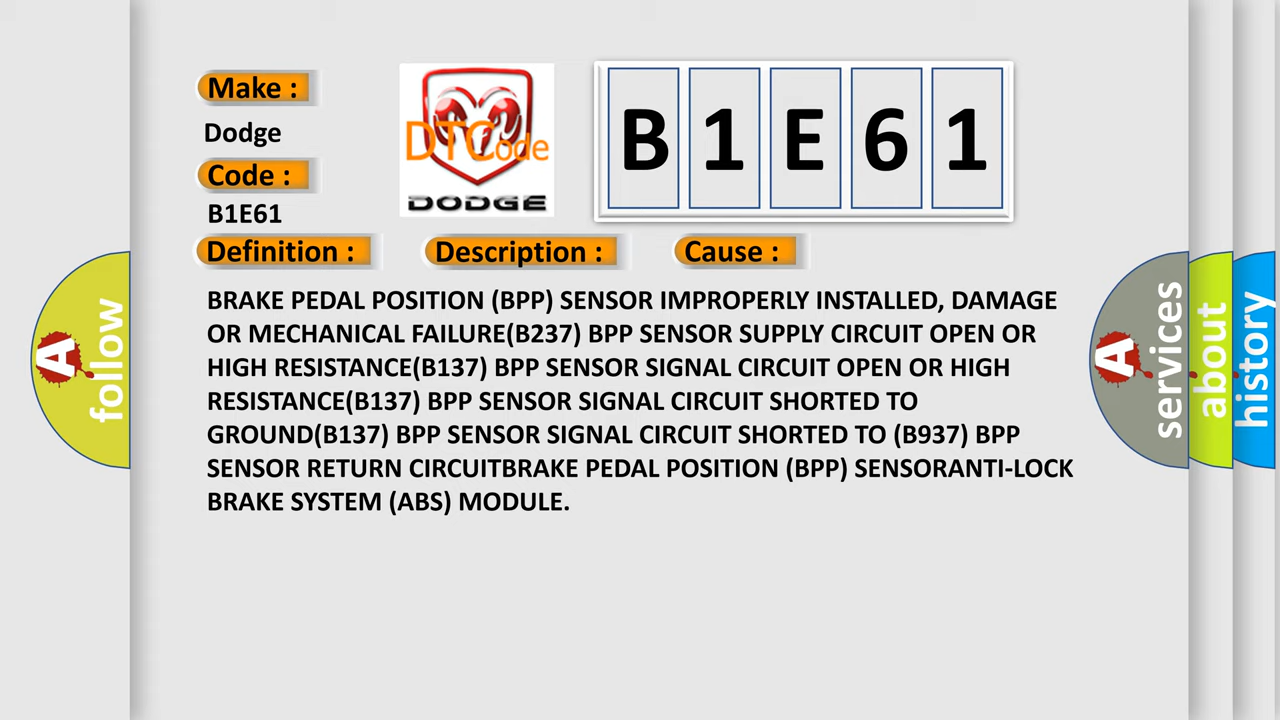 Make :
Dodge
Code :
B1E61
DTCode
DODGE
B 1 E 6 1
Definition :
Description :
Cause :
BRAKE PEDAL POSITION (BPP) SENSOR IMPROPERLY INSTALLED, DAMAGE
OR MECHANICAL FAILURE(B237) BPP SENSOR SUPPLY CIRCUIT OPEN OR
HIGH RESISTANCE(B137) BPP SENSOR SIGNAL CIRCUIT OPEN OR HIGH
RESISTANCE(B137) BPP SENSOR SIGNAL CIRCUIT SHORTED TO
GROUND(B137) BPP SENSOR SIGNAL CIRCUIT SHORTED TO (B937) BPP
SENSOR RETURN CIRCUITBRAKE PEDAL POSITION (BPP) SENSORANTI-LOCK
BRAKE SYSTEM (ABS) MODULE.
A
follow
A
services
about
history